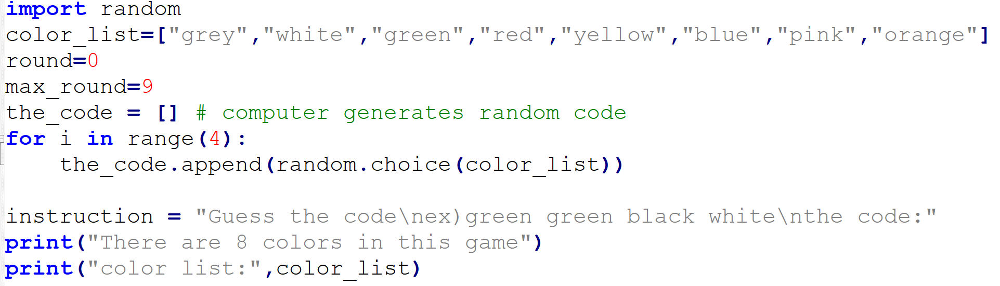 import random
color_list=["grey","white","green","red","yellow","blue","pink","orange"]
round=0
max_round=9
the_code = [] # computer generates random code
for i in range(4):
    the_code.append(random.choice(color_list))

instruction = "Guess the code\nex)green green black white\nthe code:"
print("There are 8 colors in this game")
print("color list:",color_list)